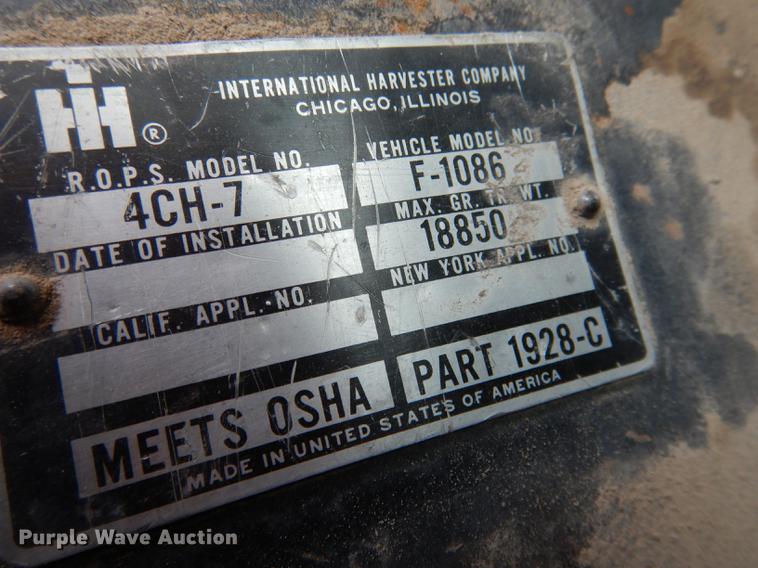 IH ®
INTERNATIONAL HARVESTER COMPANY
CHICAGO, ILLINOIS
R.O.P.S. MODEL NO.
4CH-7
VEHICLE MODEL NO.
F-1086
DATE OF INSTALLATION
MAX. GR. TR. WT.
18850
CALIF. APPL. NO.
NEW YORK APPL. NO.
MEETS OSHA
PART 1928-C
MADE IN UNITED STATES OF AMERICA
Purple Wave Auction